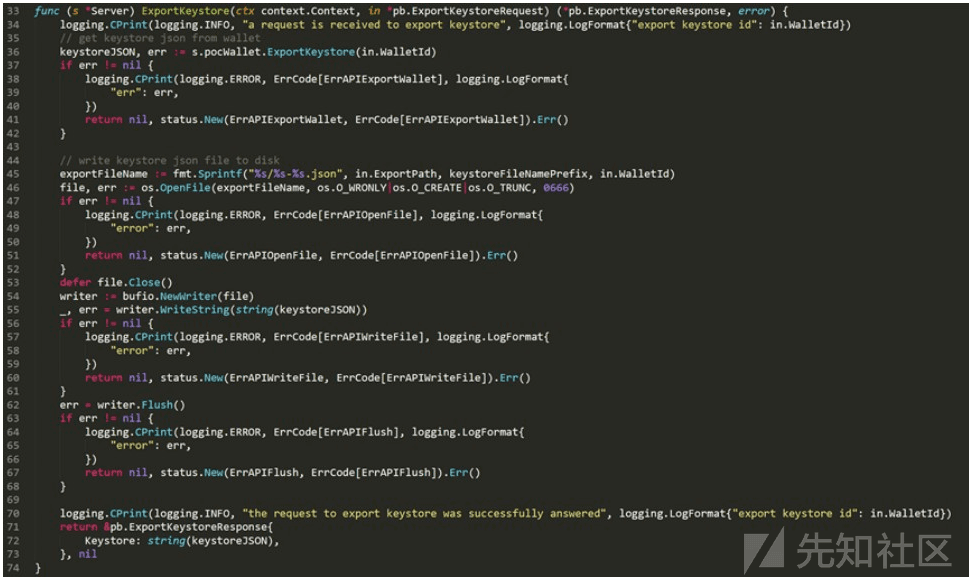 33 func (s *Server) ExportKeystore(ctx context.Context, in *pb.ExportKeystoreRequest) (*pb.ExportKeystoreResponse, error) {
34     logging.CPrint(logging.INFO, "a request is received to export keystore", logging.LogFormat{"export keystore id": in.WalletId})
35     // get keystore json from wallet
36     keystoreJSON, err := s.pocWallet.ExportKeystore(in.WalletId)
37     if err != nil {
38         logging.CPrint(logging.ERROR, ErrCode[ErrAPIExportWallet], logging.LogFormat{
39             "err": err,
40         })
41         return nil, status.New(ErrAPIExportWallet, ErrCode[ErrAPIExportWallet]).Err()
42     }
43
44     // write keystore json file to disk
45     exportFileName := fmt.Sprintf("%s/%s-%s.json", in.ExportPath, keystoreFileNamePrefix, in.WalletId)
46     file, err := os.OpenFile(exportFileName, os.O_WRONLY|os.O_CREATE|os.O_TRUNC, 0666)
47     if err != nil {
48         logging.CPrint(logging.ERROR, ErrCode[ErrAPIOpenFile], logging.LogFormat{
49             "error": err,
50         })
51         return nil, status.New(ErrAPIOpenFile, ErrCode[ErrAPIOpenFile]).Err()
52     }
53     defer file.Close()
54     writer := bufio.NewWriter(file)
55     _, err = writer.WriteString(string(keystoreJSON))
56     if err != nil {
57         logging.CPrint(logging.ERROR, ErrCode[ErrAPIWriteFile], logging.LogFormat{
58             "error": err,
59         })
60         return nil, status.New(ErrAPIWriteFile, ErrCode[ErrAPIWriteFile]).Err()
61     }
62     err = writer.Flush()
63     if err != nil {
64         logging.CPrint(logging.ERROR, ErrCode[ErrAPIFlush], logging.LogFormat{
65             "error": err,
66         })
67         return nil, status.New(ErrAPIFlush, ErrCode[ErrAPIFlush]).Err()
68     }
69
70     logging.CPrint(logging.INFO, "the request to export keystore was successfully answered", logging.LogFormat{"export keystore id": in.WalletId})
71     return &pb.ExportKeystoreResponse{
72         Keystore: string(keystoreJSON),
73     }, nil
74 }
先知社区